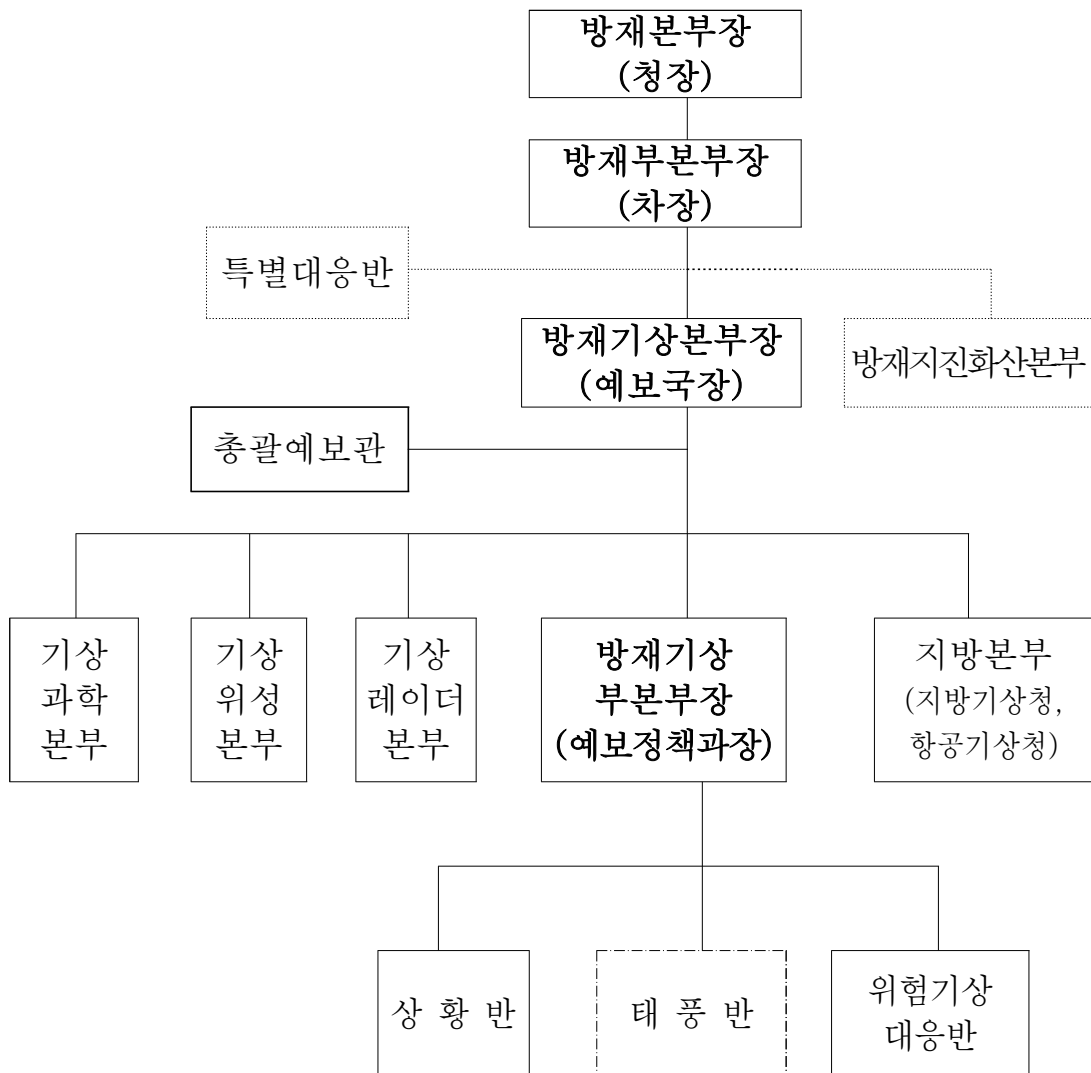 방재본부장
(청장)
방재부본부장
(차장)
특별대응반
방재기상본부장
(예보국장)
방재지진화산본부
총괄예보관
기상
과학
본부
기상
위성
본부
기상
레이더
본부
방재기상
부본부장
(예보정책과장)
지방본부
(지방기상청,
항공기상청)
상 황 반
태 풍 반
위험기상
대응반